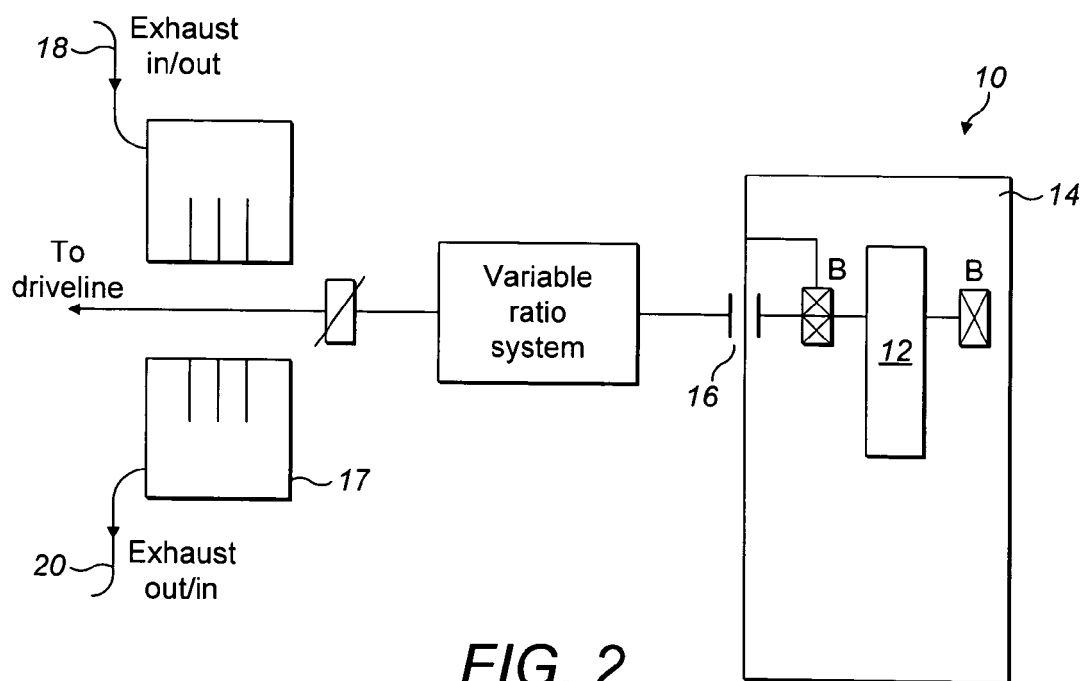 18
Exhaust
in/out
10
14
To
driveline
Variable
ratio
system
B
B
12
16
17
20
Exhaust
out/in
FIG. 2